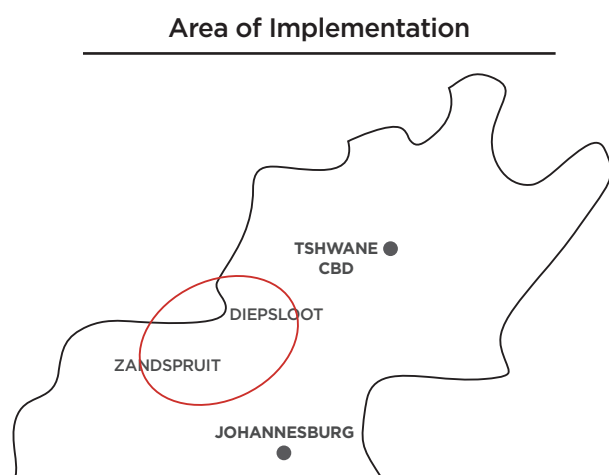 Area of Implementation
TSHWANE
CBD
DIEPSLOOT
ZANDSPRUIT
JOHANNESBURG